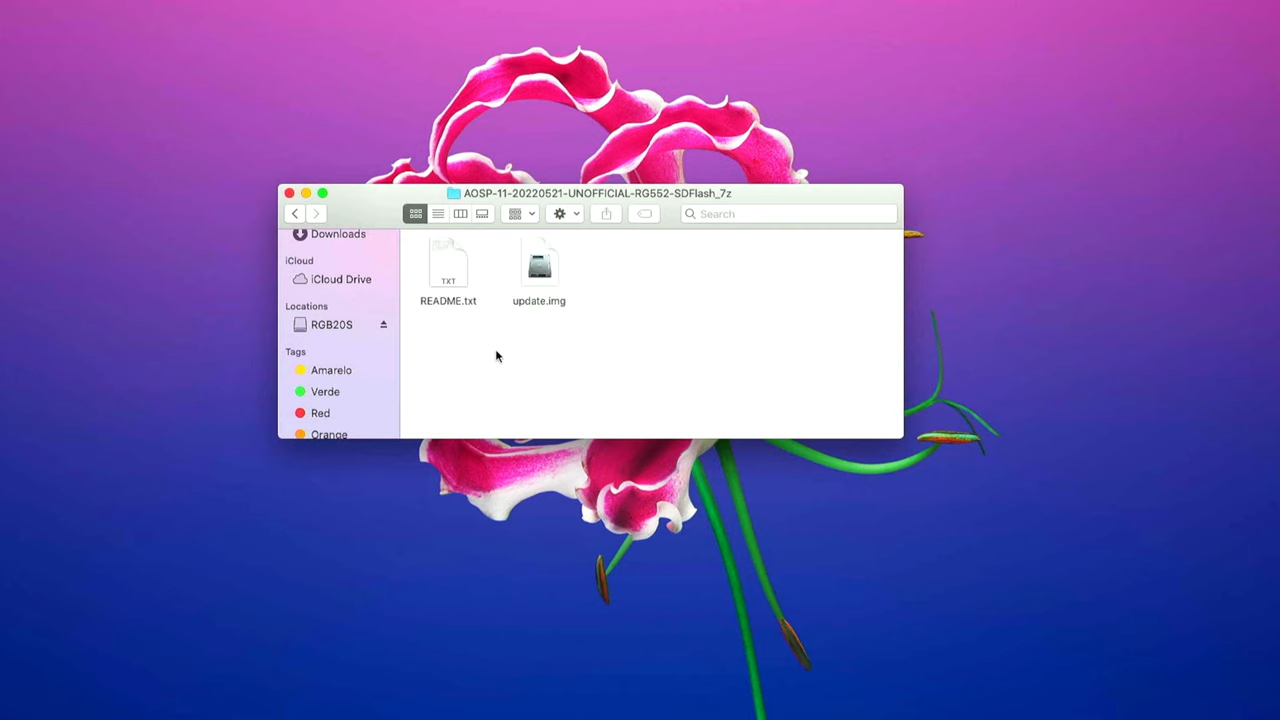 AOSP-11-20220521-UNOFFICIAL-RG552-SDFlash_7z
Search
Downloads
iCloud
iCloud Drive
Locations
RGB20S
Tags
Amarelo
Verde
Red
Orange
TXT
README.txt
update.img